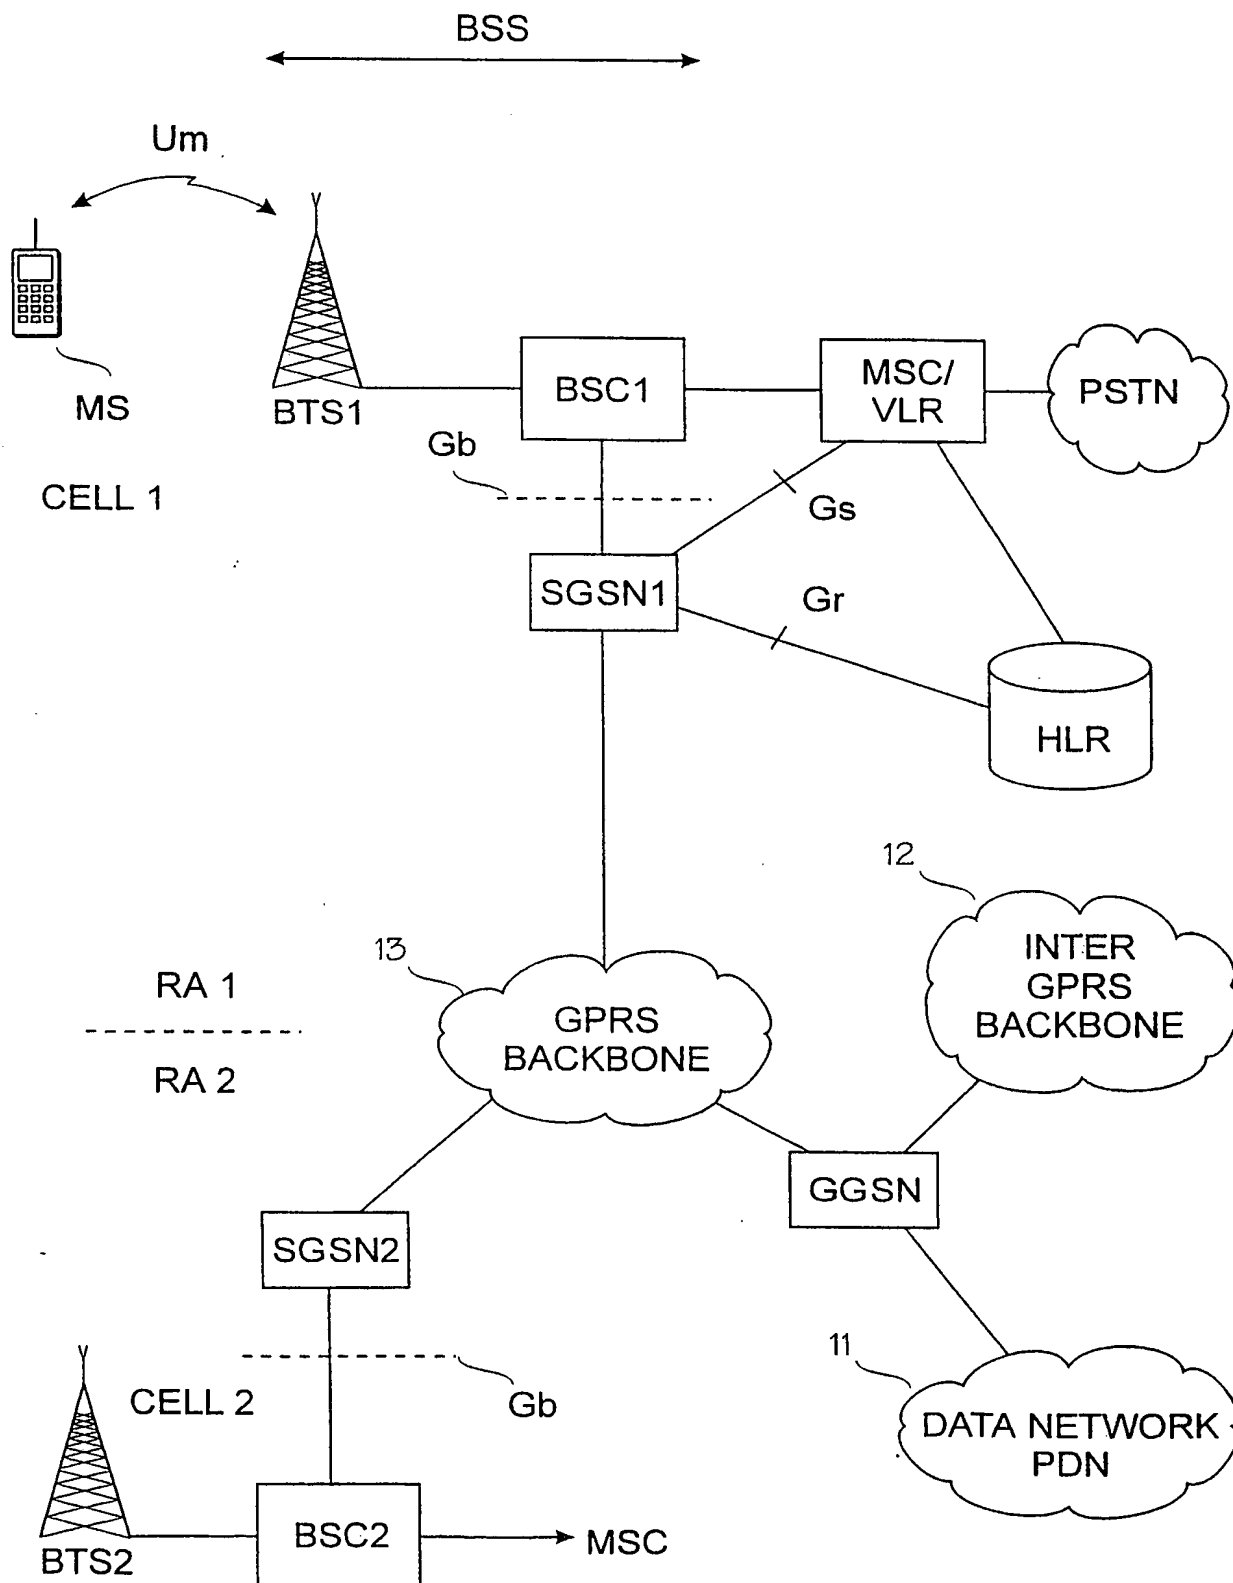 BSS
Um
MS
BTS1
BSC1
MSC/
VLR
PSTN
Gb
CELL 1
Gs
SGSN1
Gr
HLR
12
13
INTER
GPRS
BACKBONE
RA 1
GPRS
BACKBONE
RA 2
GGSN
SGSN2
11
CELL 2
Gb
DATA NETWORK
PDN
BSC2
MSC
BTS2